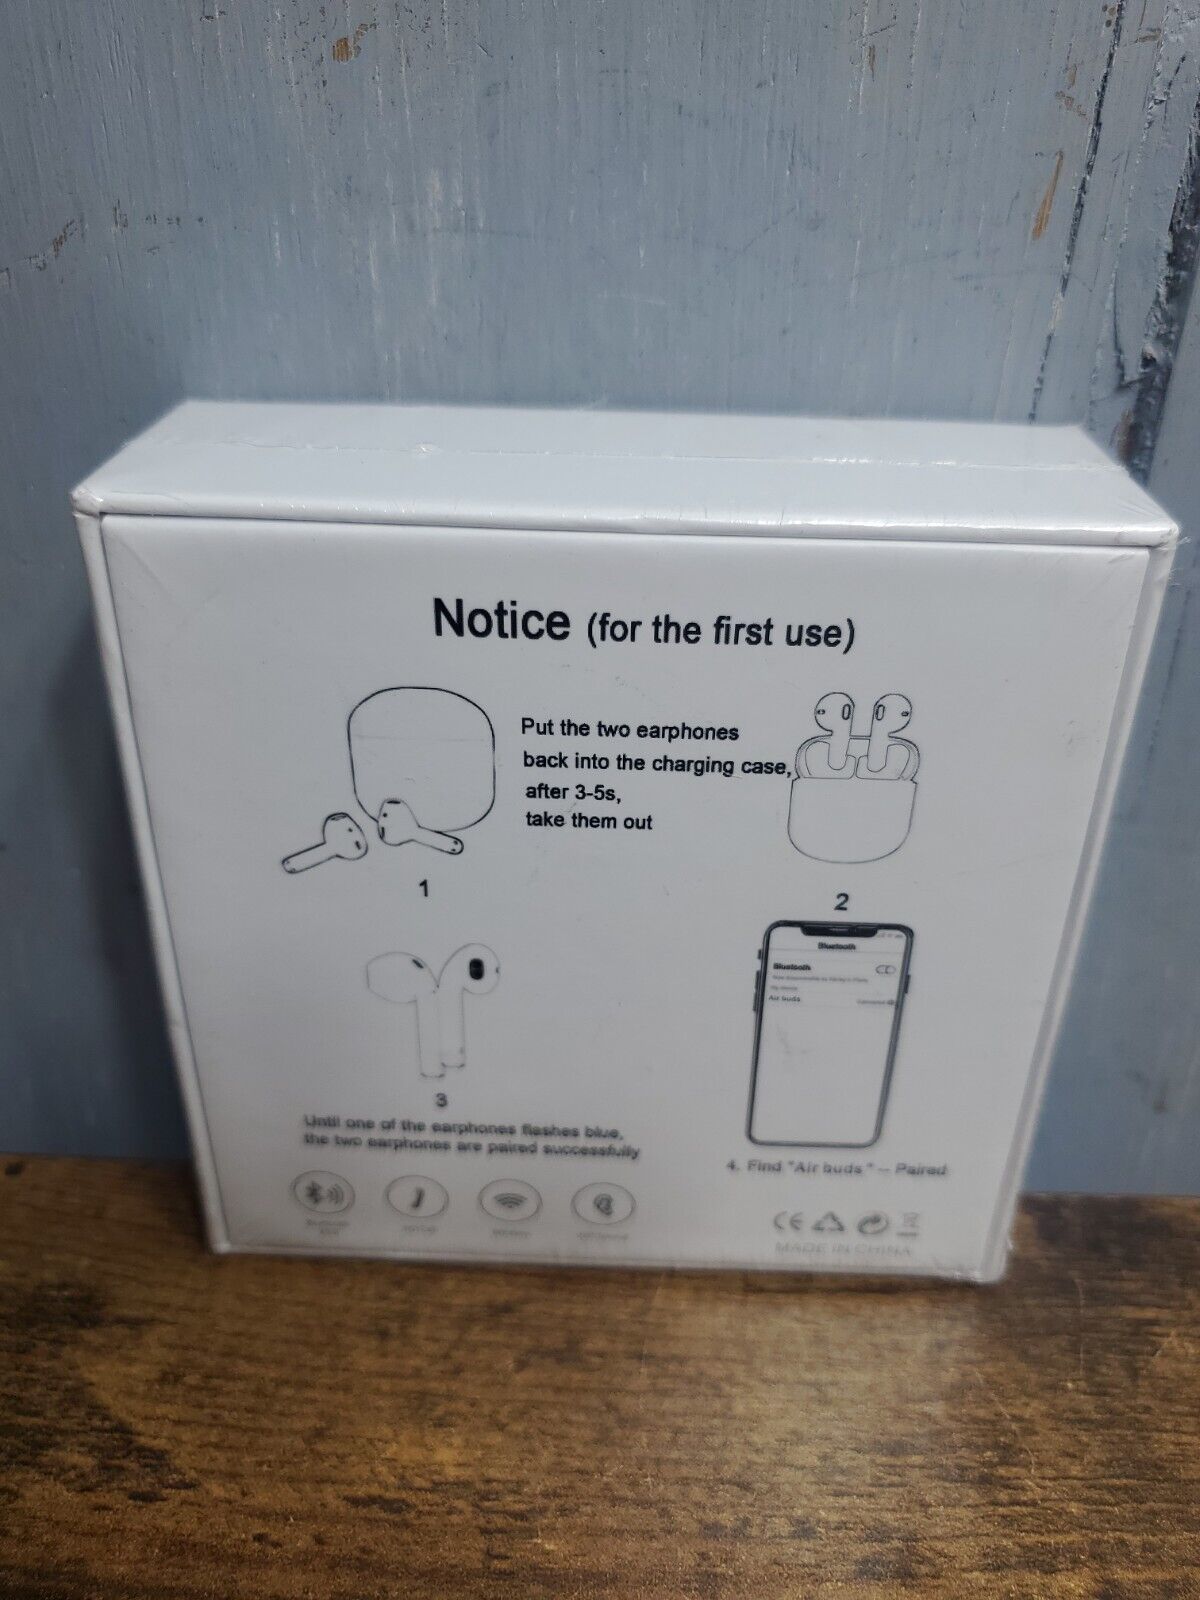 Notice (for the first use)
Put the two earphones
back into the charging case,
after 3-5s,
take them out
1
2
Bluetooth
Bluetooth
Air buds
3
Until one of the earphones flashes blue,
the two earphones are paired successfully
4. Find "Air buds" -- Paired
CE
MADE IN CHINA